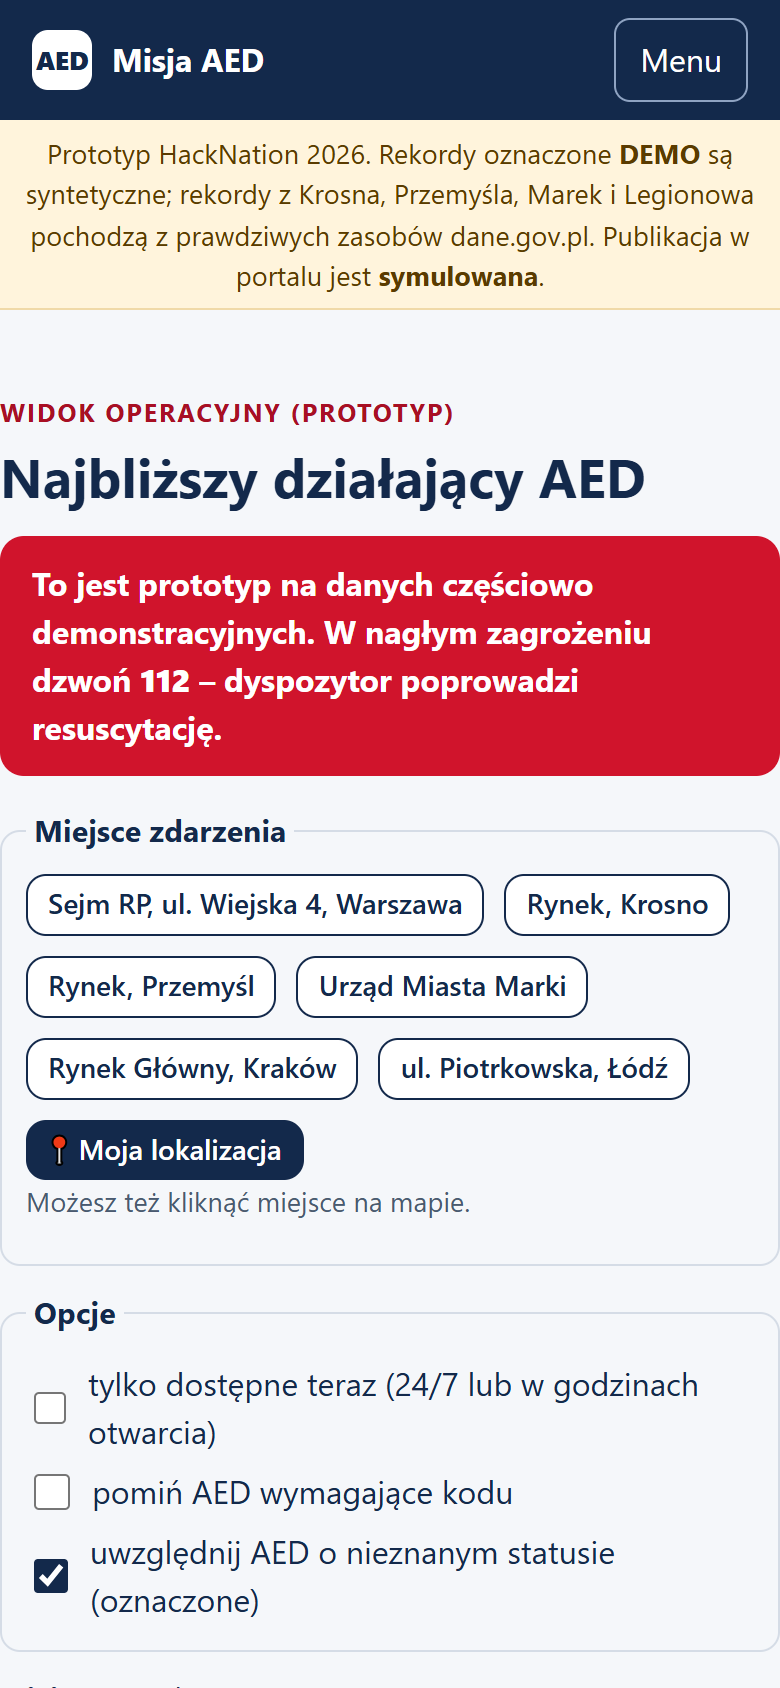 AED Misja AED Menu
Prototyp HackNation 2026. Rekordy oznaczone DEMO są
syntetyczne; rekordy z Krosna, Przemyśla, Marek i Legionowa
pochodzą z prawdziwych zasobów dane.gov.pl. Publikacja w
portalu jest symulowana.
WIDOK OPERACYJNY (PROTOTYP)
Najbliższy działający AED
To jest prototyp na danych częściowo
demonstracyjnych. W nagłym zagrożeniu
dzwoń 112 – dyspozytor poprowadzi
resuscytację.
Miejsce zdarzenia
Sejm RP, ul. Wiejska 4, Warszawa Rynek, Krosno
Rynek, Przemyśl Urząd Miasta Marki
Rynek Główny, Kraków ul. Piotrkowska, Łódź
Moja lokalizacja
Możesz też kliknąć miejsce na mapie.
Opcje
tylko dostępne teraz (24/7 lub w godzinach
otwarcia)
pomiń AED wymagające kodu
uwzględnij AED o nieznanym statusie
(oznaczone)